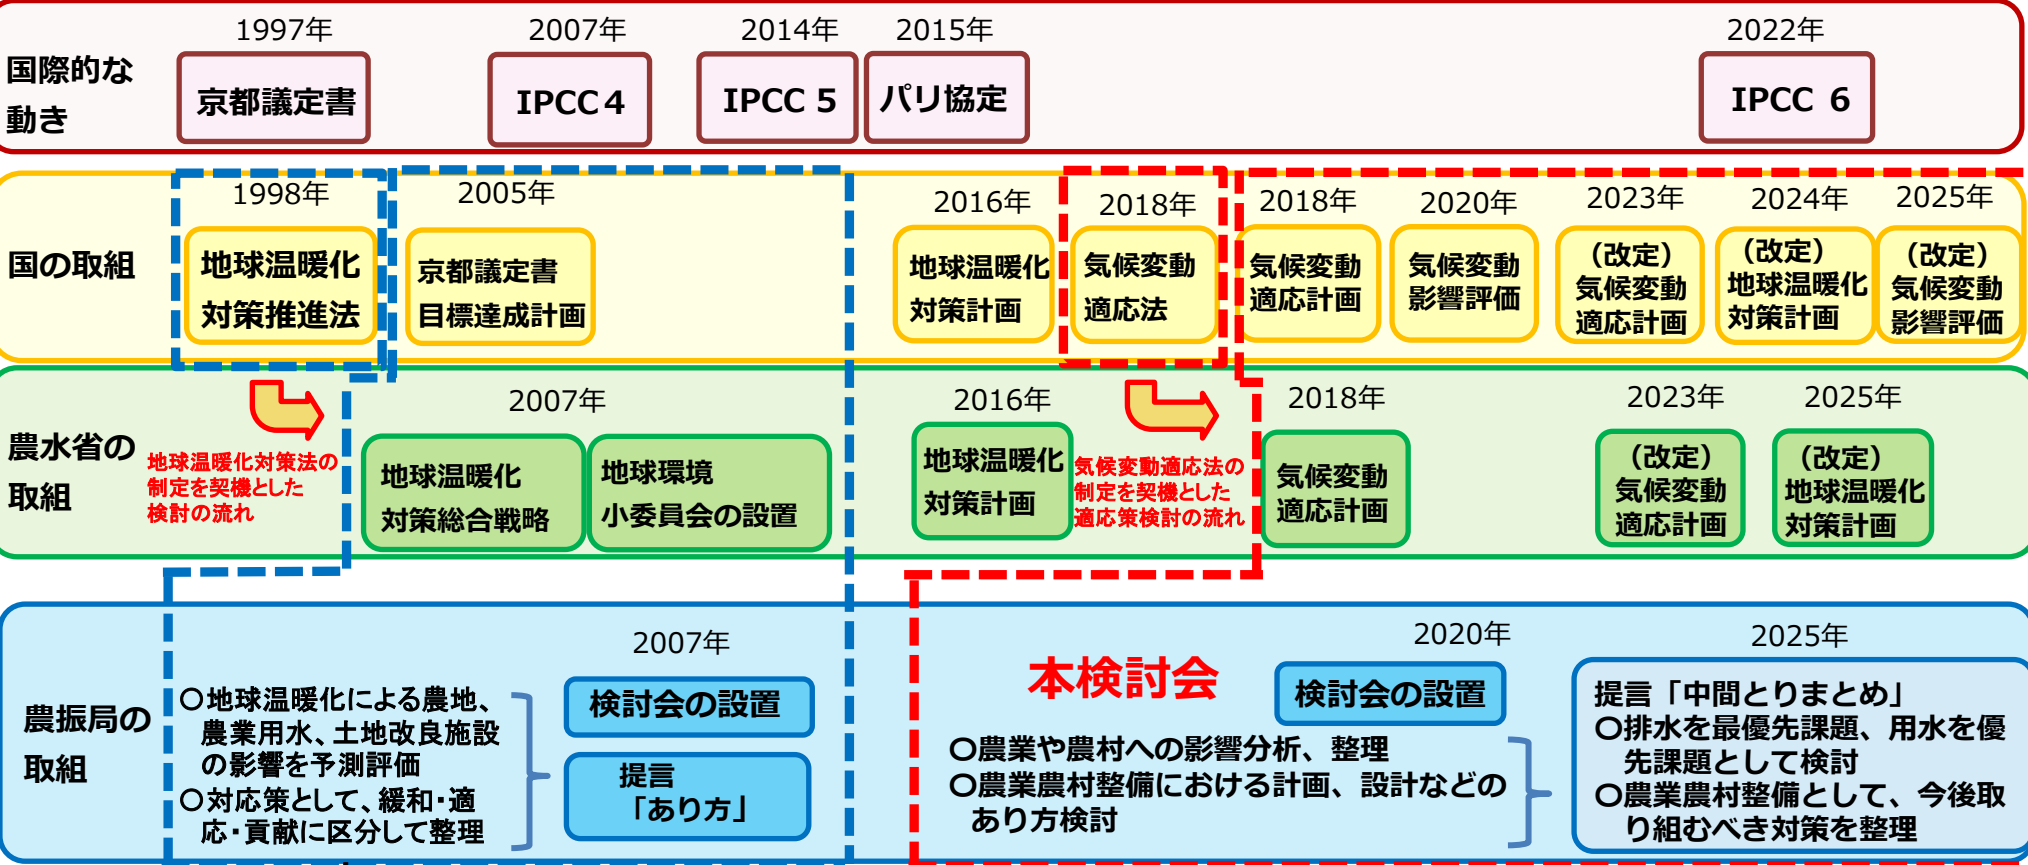 国際的な
動き
1997年
京都議定書
2007年
IPCC４
2014年
IPCC 5
2015年
パリ協定
2022年
IPCC 6
国の取組
1998年
地球温暖化
対策推進法
2005年
京都議定書
目標達成計画
2016年
地球温暖化
対策計画
2018年
気候変動
適応法
2018年
気候変動
適応計画
2020年
気候変動
影響評価
2023年
（改定）
気候変動
適応計画
2024年
（改定）
地球温暖化
対策計画
2025年
（改定）
気候変動
影響評価
農水省の
取組
地球温暖化対策法の
制定を契機とした
検討の流れ
2007年
地球温暖化
対策総合戦略
地球環境
小委員会の設置
2016年
地球温暖化
対策計画
気候変動適応法の
制定を契機とした
適応策検討の流れ
2018年
気候変動
適応計画
2023年
（改定）
気候変動
適応計画
2025年
（改定）
地球温暖化
対策計画
農振局の
取組
〇地球温暖化による農地、
農業用水、土地改良施設
の影響を予測評価
〇対応策として、緩和・適
応・貢献に区分して整理
2007年
検討会の設置
提言
「あり方」
本検討会
2020年
検討会の設置
〇農業や農村への影響分析、整理
〇農業農村整備における計画、設計などの
あり方検討
2025年
提言「中間とりまとめ」
〇排水を最優先課題、用水を優
先課題として検討
〇農業農村整備として、今後取
り組むべき対策を整理